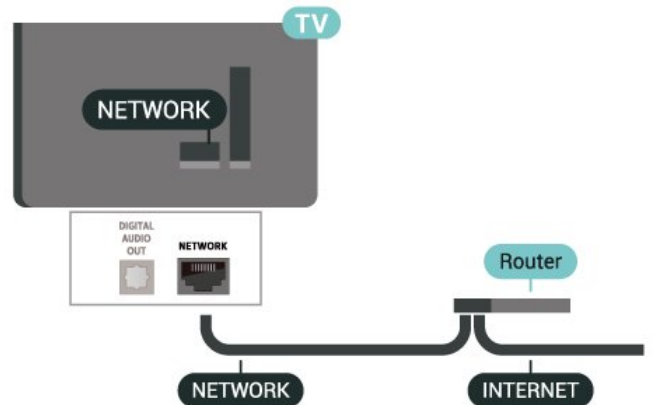 TV
NETWORK
DIGITAL
AUDIO
OUT
NETWORK
Router
NETWORK
INTERNET